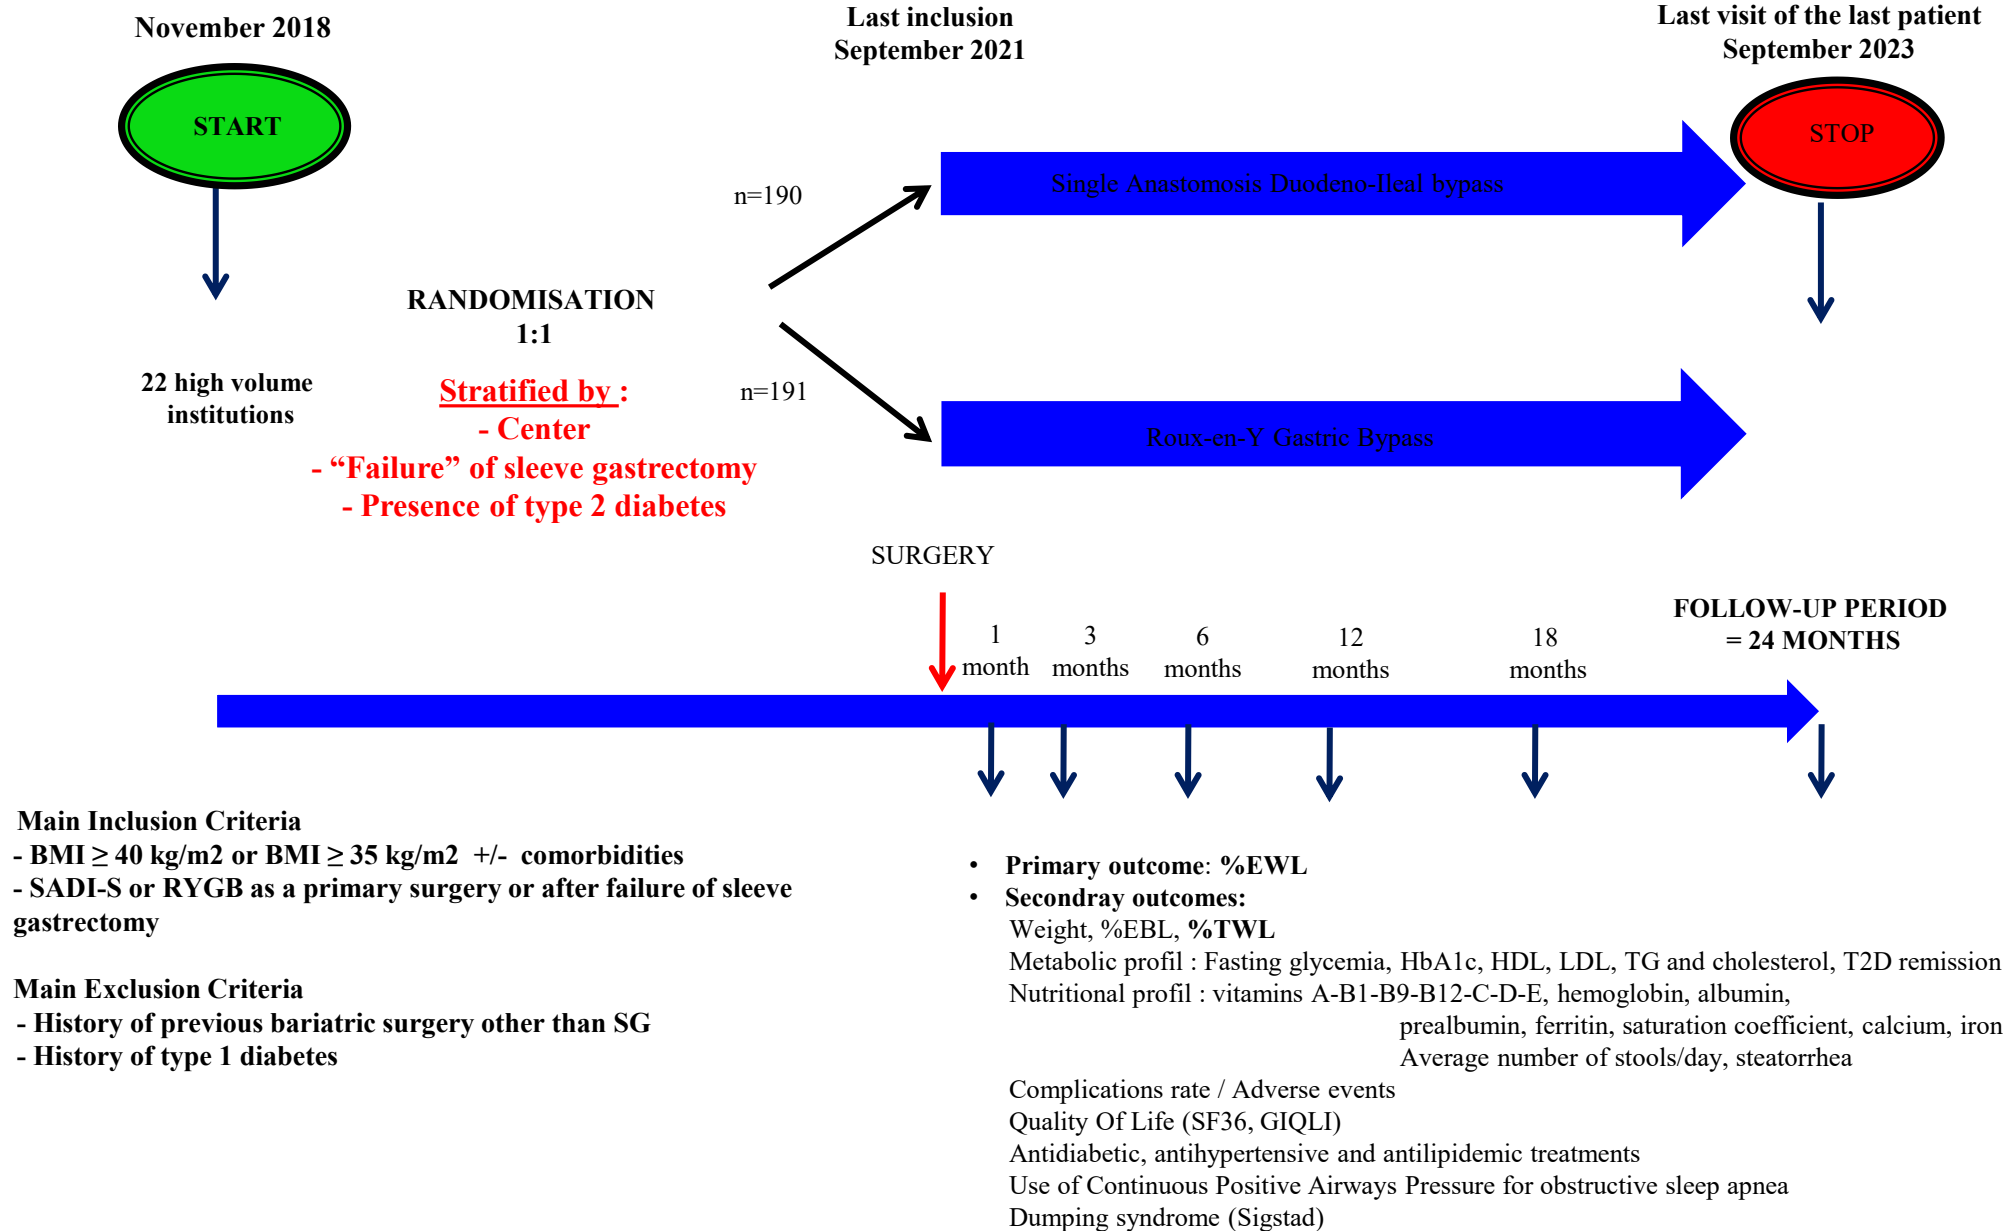 November 2018
Last inclusion
September 2021
Last visit of the last patient
September 2023
START
STOP
n=190
Single Anastomosis Duodeno-Ileal bypass
RANDOMISATION
1:1
22 high volume
institutions
Stratified by :
- Center
- “Failure” of sleeve gastrectomy
- Presence of type 2 diabetes
n=191
Roux-en-Y Gastric Bypass
SURGERY
1
month
3
months
6
months
12
months
18
months
FOLLOW-UP PERIOD
= 24 MONTHS
Main Inclusion Criteria
- BMI ≥ 40 kg/m2 or BMI ≥ 35 kg/m2 +/- comorbidities
- SADI-S or RYGB as a primary surgery or after failure of sleeve
gastrectomy
Main Exclusion Criteria
- History of previous bariatric surgery other than SG
- History of type 1 diabetes
• Primary outcome: %EWL
• Secondray outcomes:
Weight, %EBL, %TWL
Metabolic profil : Fasting glycemia, HbA1c, HDL, LDL, TG and cholesterol, T2D remission
Nutritional profil : vitamins A-B1-B9-B12-C-D-E, hemoglobin, albumin,
prealbumin, ferritin, saturation coefficient, calcium, iron
Average number of stools/day, steatorrhea
Complications rate / Adverse events
Quality Of Life (SF36, GIQLI)
Antidiabetic, antihypertensive and antilipidemic treatments
Use of Continuous Positive Airways Pressure for obstructive sleep apnea
Dumping syndrome (Sigstad)